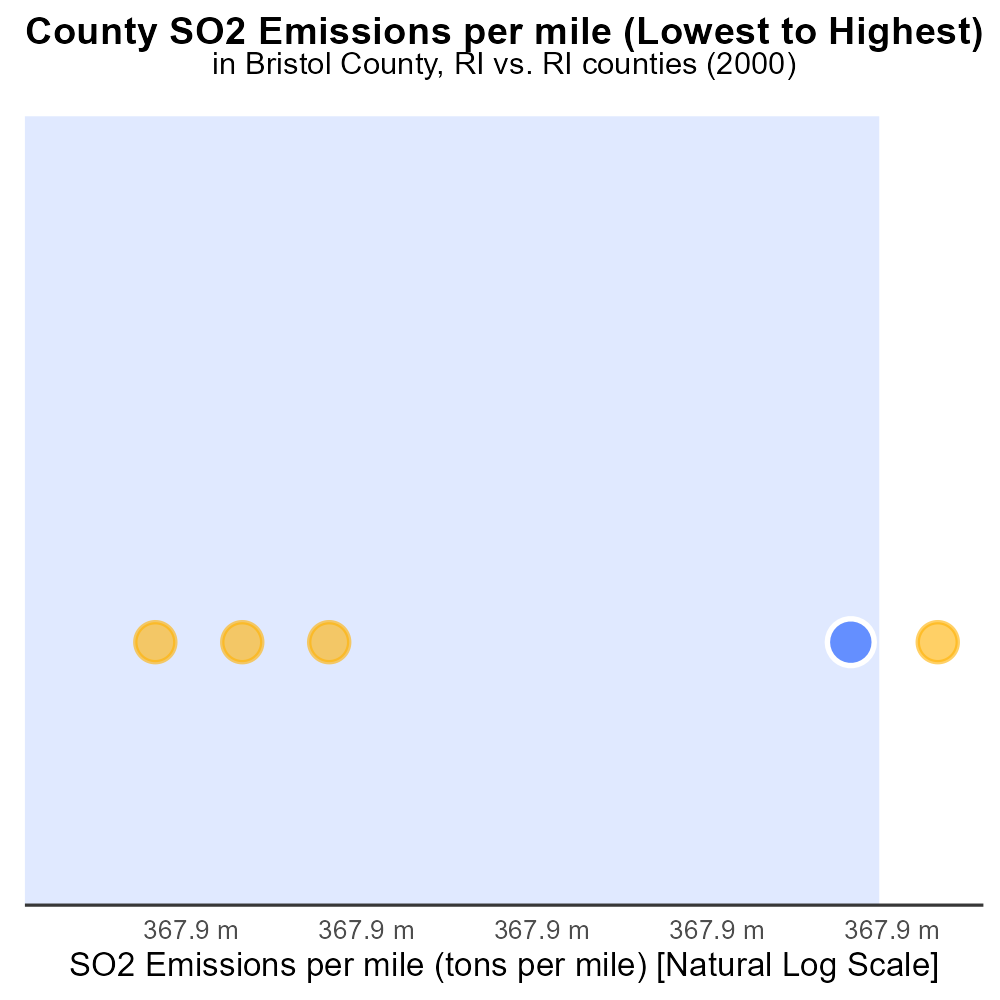 County SO2 Emissions per mile (Lowest to Highest)
in Bristol County, RI vs. RI counties (2000)
367.9 m 367.9 m 367.9 m 367.9 m 367.9 m
SO2 Emissions per mile (tons per mile) [Natural Log Scale]